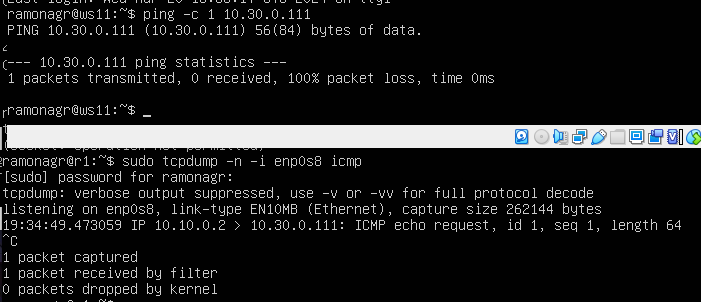 ramonagr@ws11:~$ ping -c 1 10.30.0.111
PING 10.30.0.111 (10.30.0.111) 56(84) bytes of data.
--- 10.30.0.111 ping statistics ---
1 packets transmitted, 0 received, 100% packet loss, time 0ms
ramonagr@ws11:~$ _
ramonagr@r1:~$ sudo tcpdump -n -i enp0s8 icmp
[sudo] password for ramonagr:
tcpdump: verbose output suppressed, use -v or -vv for full protocol decode
listening on enp0s8, link-type EN10MB (Ethernet), capture size 262144 bytes
19:34:49.473059 IP 10.10.0.2 > 10.30.0.111: ICMP echo request, id 1, seq 1, length 64
^C
1 packet captured
1 packet received by filter
0 packets dropped by kernel